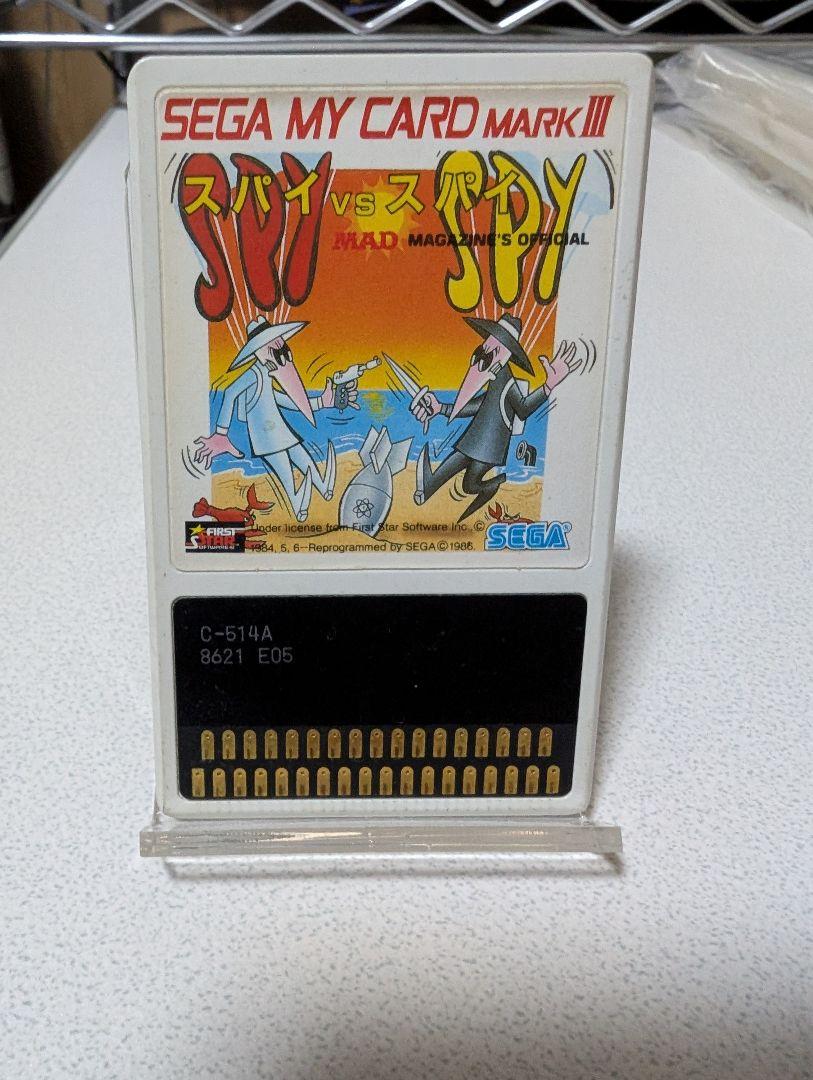 SEGA MY CARD MARK III
スパイ vs スパイ
SPY SPY
MAD MAGAZINE'S OFFICIAL
FIRST STAR SOFTWARE
Under license from First Star Software Inc., ©
1984, 5, 6—Reprogrammed by SEGA © 1986.
SEGA®
C-514A
8621 E05